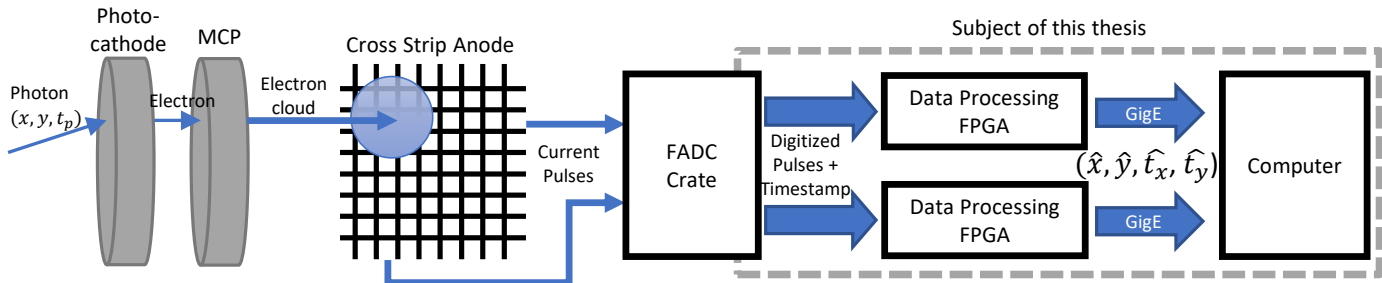 Photo-
cathode
MCP
Cross Strip Anode
Subject of this thesis
Photon
(x, y, t_p)
Electron
Electron
cloud
Current
Pulses
FADC
Crate
Digitized
Pulses +
Timestamp
Data Processing
FPGA
Data Processing
FPGA
GigE
(x̂, ŷ, t̂_x, t̂_y)
GigE
Computer